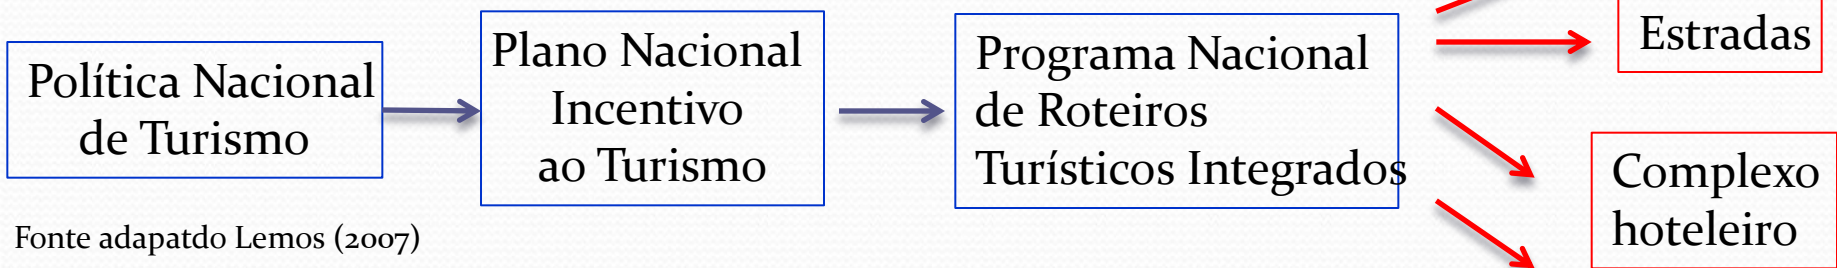 Política Nacional
de Turismo
Plano Nacional
Incentivo
ao Turismo
Programa Nacional
de Roteiros
Turísticos Integrados
Estradas
Complexo
hoteleiro
Fonte adapatdo Lemos (2007)